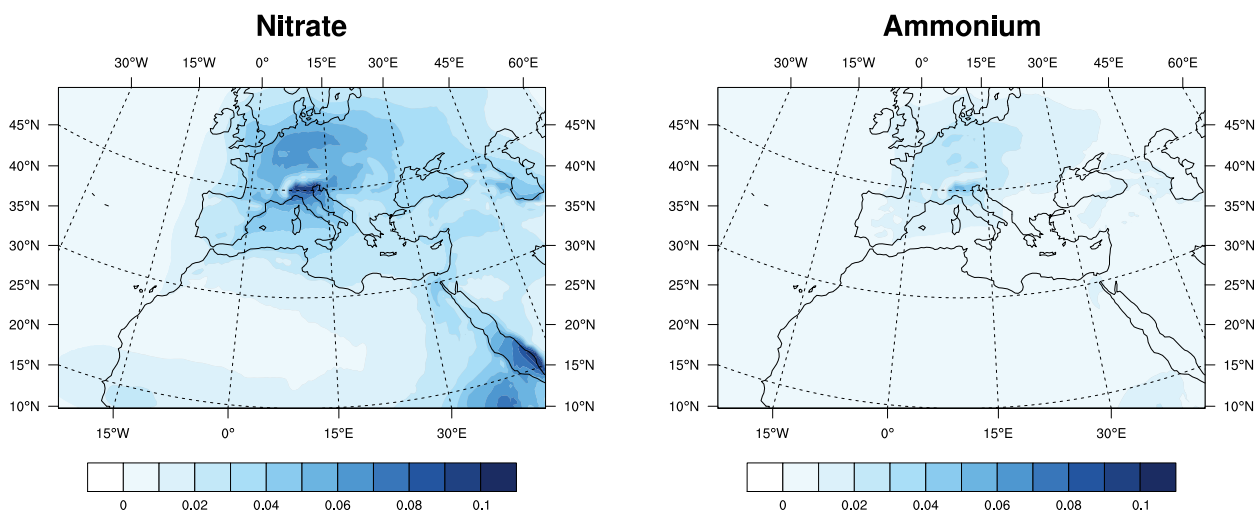 Nitrate
Ammonium
30°W 15°W 0° 15°E 30°E 45°E 60°E
30°W 15°W 0° 15°E 30°E 45°E 60°E
45°N 45°N 45°N 45°N
40°N 40°N 40°N 40°N
35°N 35°N 35°N 35°N
30°N 30°N 30°N 30°N
25°N 25°N 25°N 25°N
20°N 20°N 20°N 20°N
15°N 15°N 15°N 15°N
10°N 10°N 10°N 10°N
15°W 0° 15°E 30°E
15°W 0° 15°E 30°E
0 0.02 0.04 0.06 0.08 0.1
0 0.02 0.04 0.06 0.08 0.1